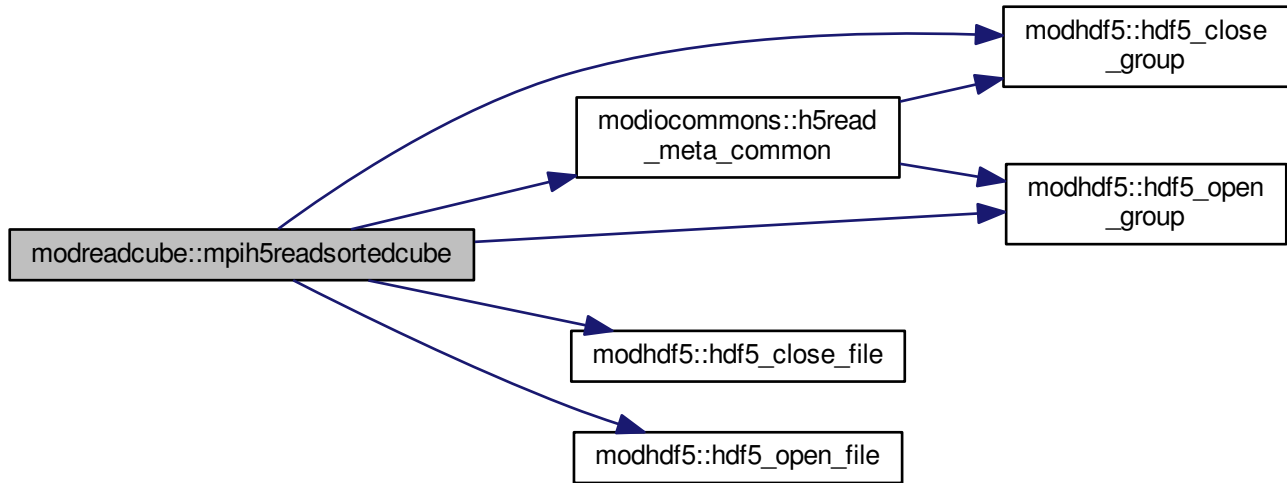 modhdf5::hdf5_close
_group
modiocommons::h5read
_meta_common
modhdf5::hdf5_open
_group
modreadcube::mpih5readsortedcube
modhdf5::hdf5_close_file
modhdf5::hdf5_open_file